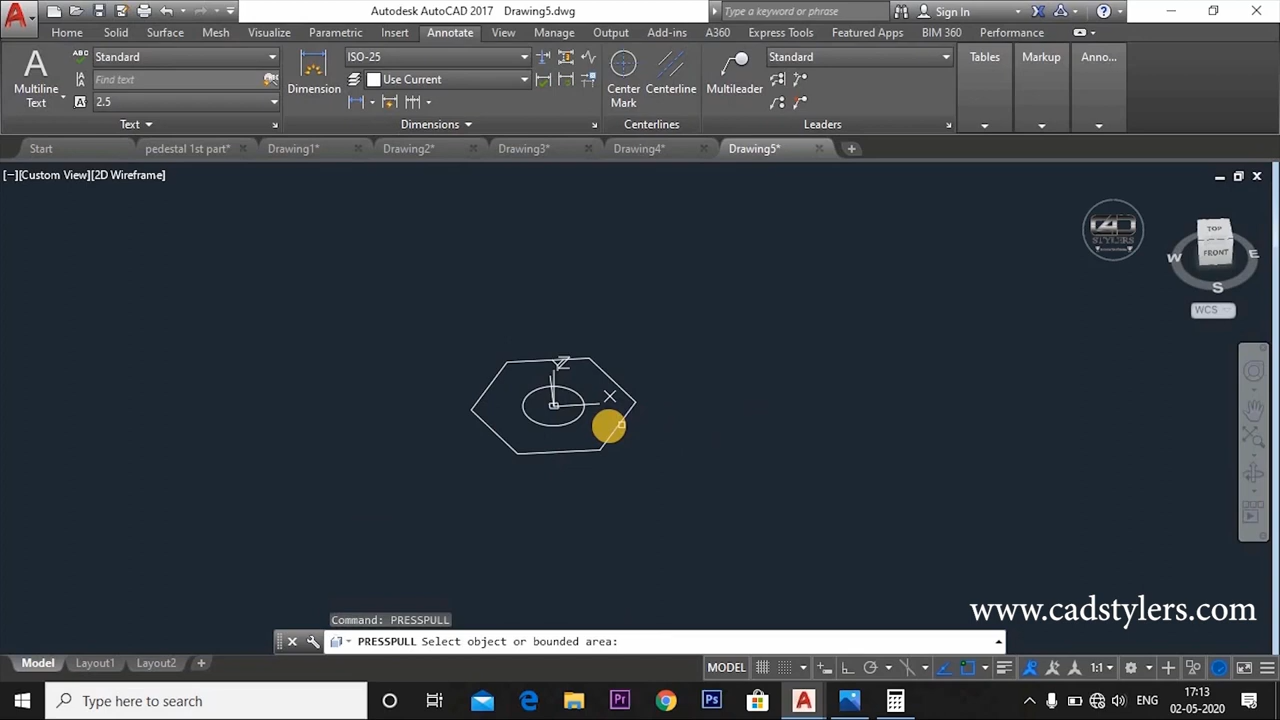 Autodesk AutoCAD 2017 Drawing5.dwg
Type a keyword or phrase
Sign In
Home Solid Surface Mesh Visualize Parametric Insert Annotate View Manage Output Add-ins A360 Express Tools Featured Apps BIM 360 Performance
Standard
ISO-25
Standard
Find text
Use Current
2.5
Multiline
Text
Dimension
Center
Mark
Centerline
Multileader
Tables
Markup
Anno...
Text
Dimensions
Centerlines
Leaders
Start
pedestal 1st part*
Drawing1*
Drawing2*
Drawing3*
Drawing4*
Drawing5*
[−][Custom View][2D Wireframe]
STYLERS
TOP
FRONT
W
E
S
WCS
X
www.cadstylers.com
Command: PRESSPULL
PRESSPULL Select object or bounded area:
Model
Layout1
Layout2
MODEL
1:1
Type here to search
ENG
17:13
02-05-2020